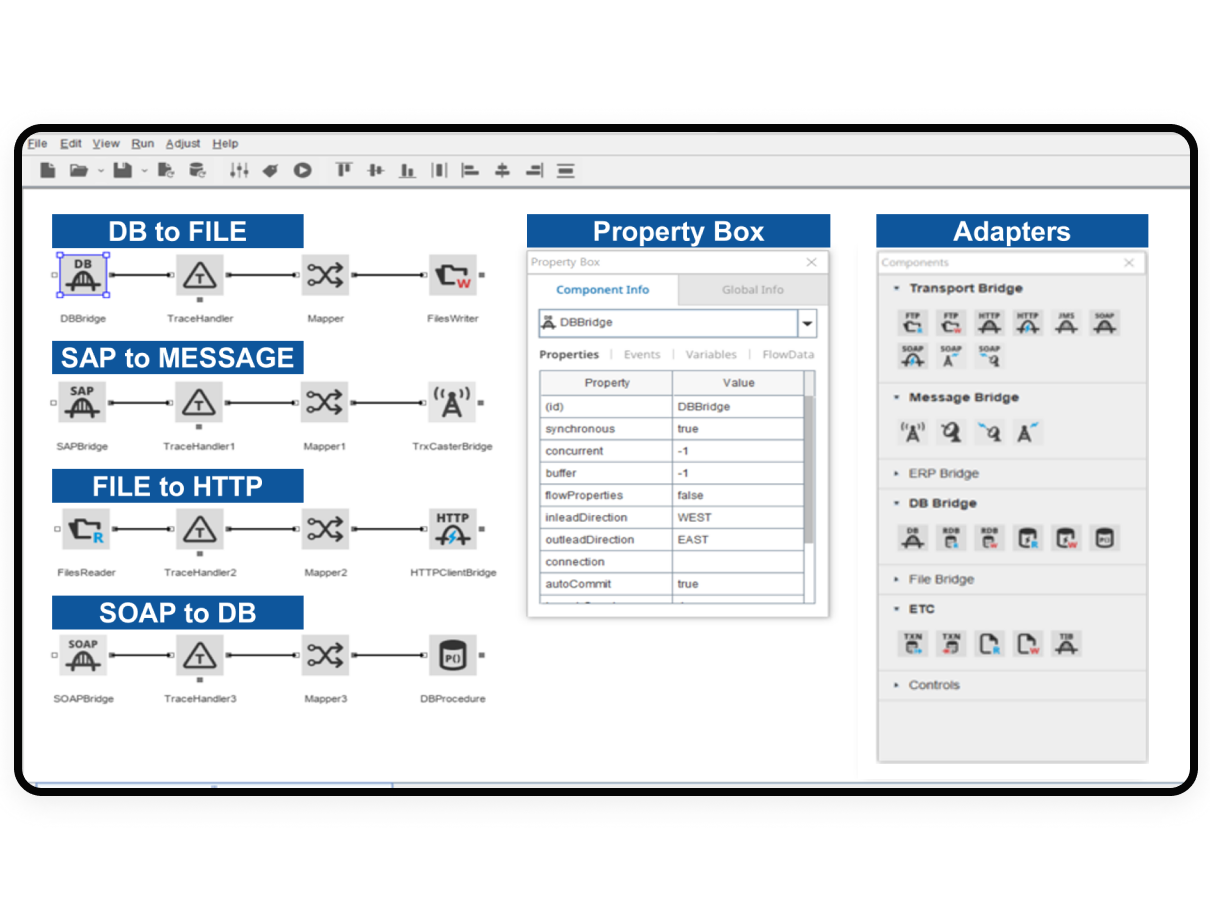 File Edit View Run Adjust Help
DB to FILE
DB
DBBridge TraceHandler Mapper FilesWriter
T
W
SAP to MESSAGE
SAP
T
SAPBridge TraceHandler1 Mapper1 TrxCasterBridge
FILE to HTTP
R
T
HTTP
FilesReader TraceHandler2 Mapper2 HTTPClientBridge
SOAP to DB
SOAP
T
P()
SOAPBridge TraceHandler3 Mapper3 DBProcedure
Property Box
Property Box
Component Info Global Info
DBBridge
Properties | Events | Variables | FlowData
Property Value
(id) DBBridge
synchronous true
concurrent -1
buffer -1
flowProperties false
inleadDirection WEST
outleadDirection EAST
connection
autoCommit true
Adapters
Components
Transport Bridge
FTP FTP HTTP HTTP JMS SOAP
SOAP SOAP SOAP
Message Bridge
ERP Bridge
DB Bridge
DB RDB RDB R W P()
File Bridge
ETC
TXN TXN R W TIB
Controls